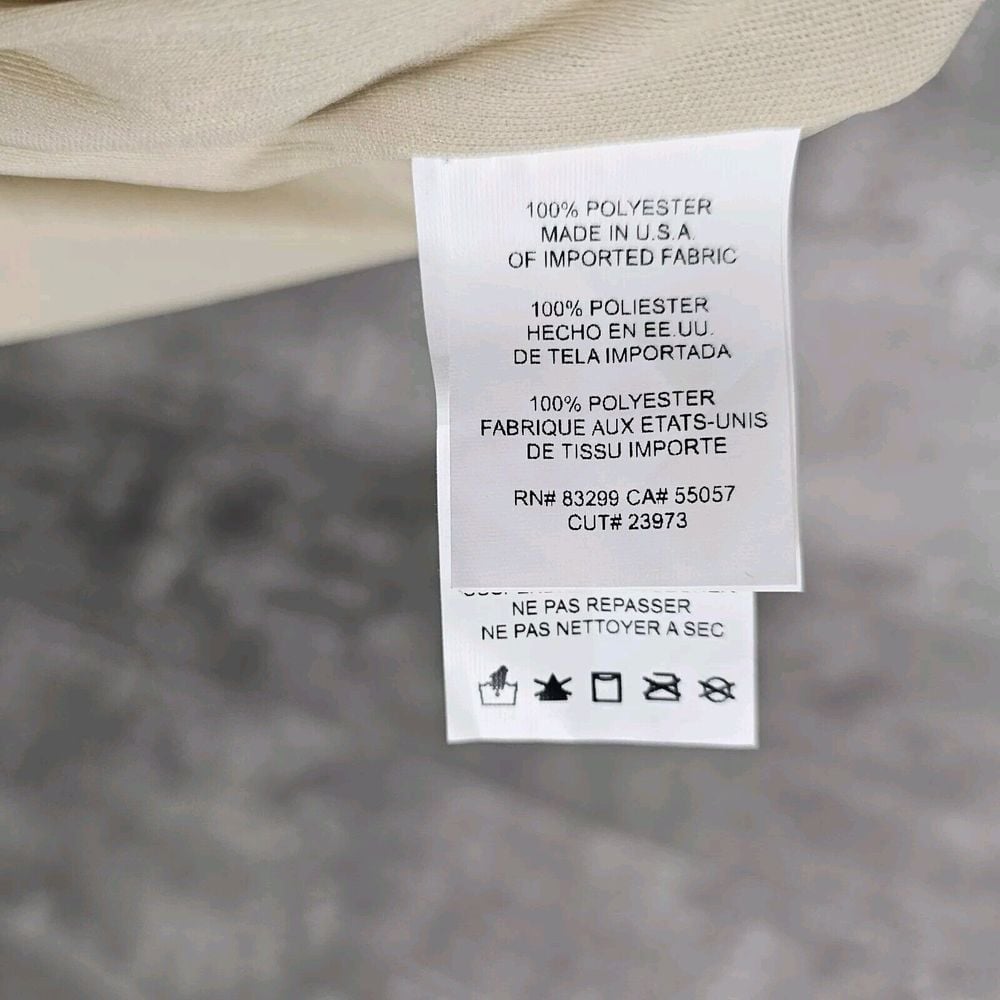 100% POLYESTER
MADE IN U.S.A.
OF IMPORTED FABRIC
100% POLIESTER
HECHO EN EE.UU.
DE TELA IMPORTADA
100% POLYESTER
FABRIQUE AUX ETATS-UNIS
DE TISSU IMPORTE
RN# 83299 CA# 55057
CUT# 23973
NE PAS REPASSER
NE PAS NETTOYER A SEC